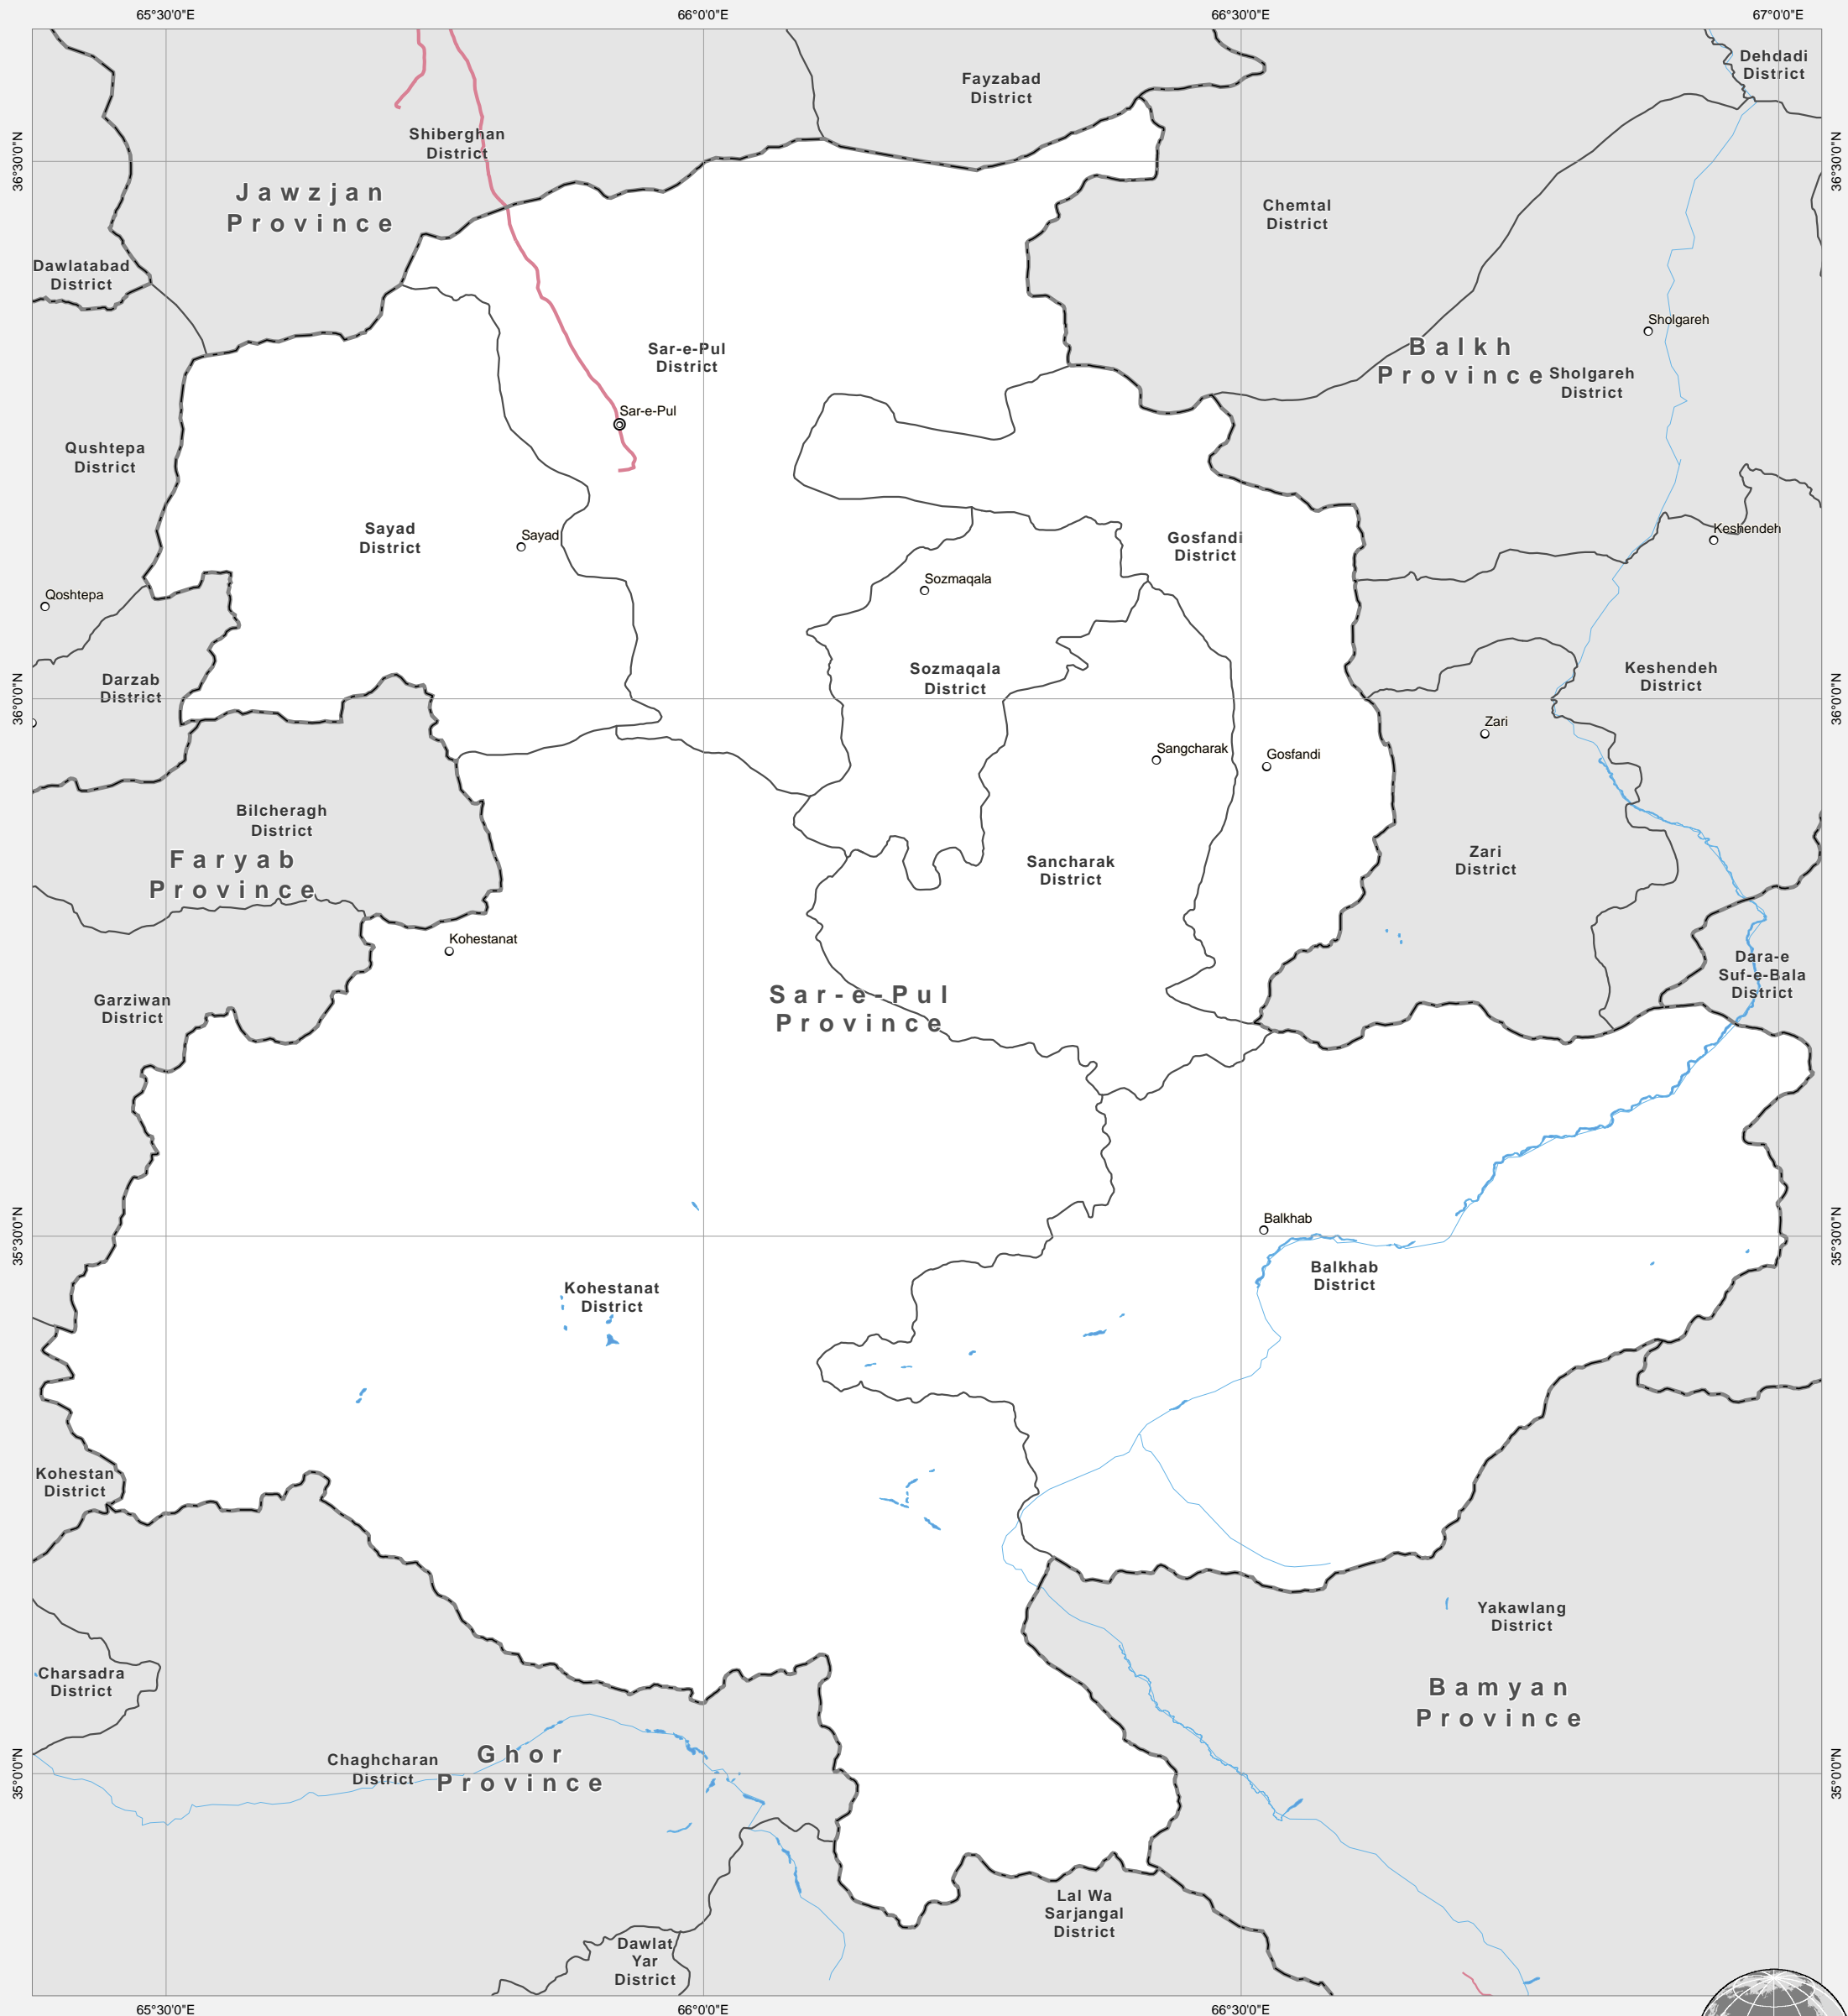 65°30'0"E
66°0'0"E
66°30'0"E
67°0'0"E
Dehdadi
District
Fayzabad
District
Shiberghan
District
36°30'0"N
36°30'0"N
Jawzjan
Province
Chemtal
District
Dawlatabad
District
Sholgareh
Balkh
Province
Sar-e-Pul
District
Sholgareh
District
Sar-e-Pul
Qushtepa
District
Sayad
District
Sayad
Gosfandi
District
Keshendeh
Sozmaqala
Qoshtepa
Sozmaqala
District
Keshendeh
District
Darzab
District
36°0'0"N
36°0'0"N
Zari
Sangcharak
Gosfandi
Bilcheragh
District
Faryab
Province
Sancharak
District
Zari
District
Kohestanat
Dara-e
Suf-e-Bala
District
Garziwan
District
Sar-e-Pul
Province
Balkhab
35°30'0"N
35°30'0"N
Balkhab
District
Kohestanat
District
Kohestan
District
Yakawlang
District
Charsadra
District
Bamyan
Province
Chaghcharan
District
Ghor
Province
35°0'0"N
35°0'0"N
Lal Wa
Sarjangal
District
Dawlat
Yar
District
65°30'0"E
66°0'0"E
66°30'0"E
67°0'0"E